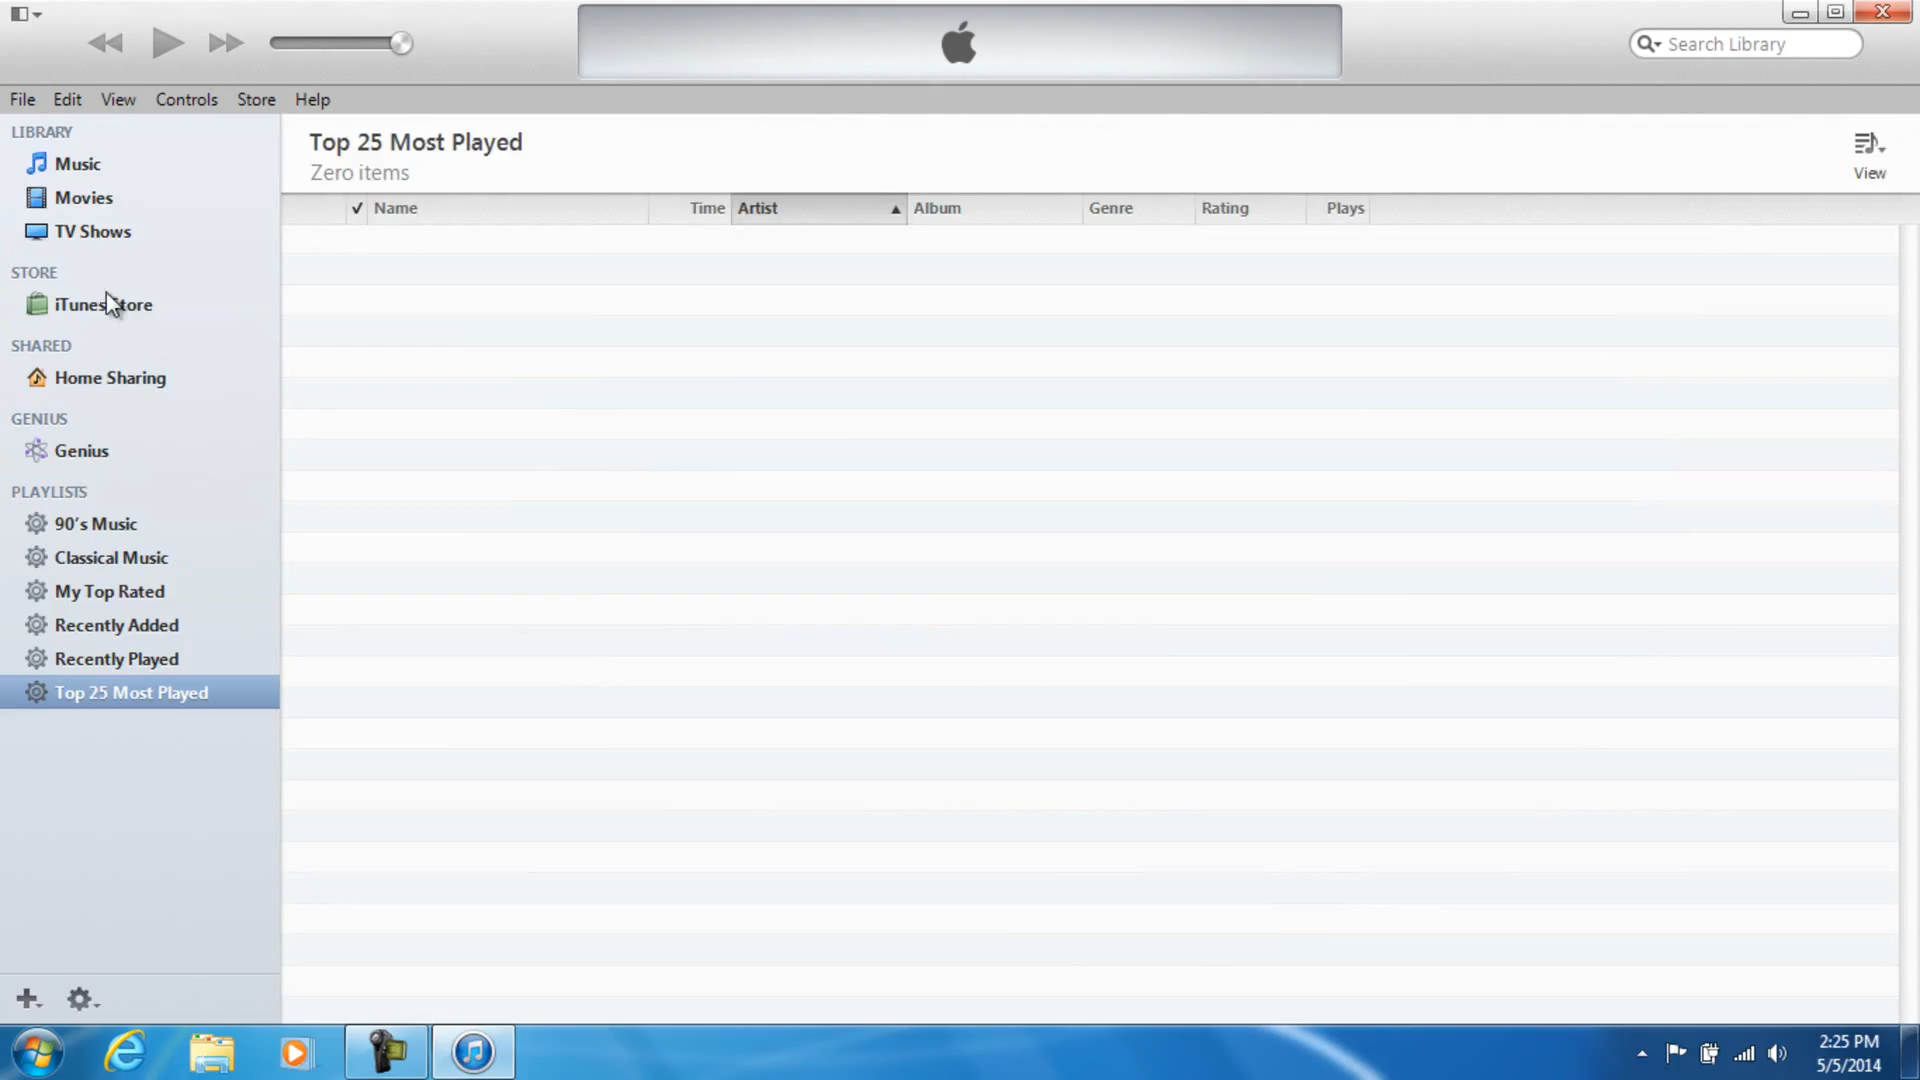 Search Library
File Edit View Controls Store Help
LIBRARY
Music
Movies
TV Shows
STORE
iTunes Store
SHARED
Home Sharing
GENIUS
Genius
PLAYLISTS
90's Music
Classical Music
My Top Rated
Recently Added
Recently Played
Top 25 Most Played
Top 25 Most Played
Zero items
View
✓ Name Time Artist ▲ Album Genre Rating Plays
2:25 PM
5/5/2014